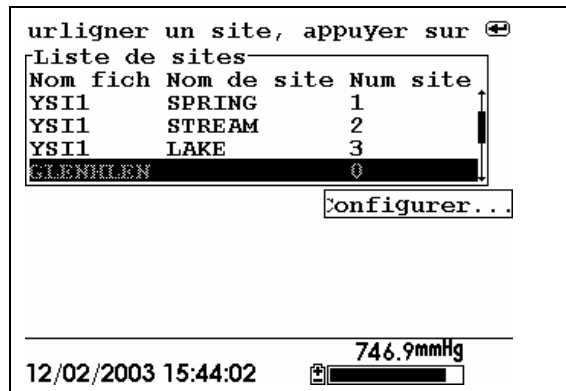 urligner un site, appuyer sur
Liste de sites
Nom fich Nom de site Num site
YSI1 SPRING 1
YSI1 STREAM 2
YSI1 LAKE 3
GLENHLEN 0
Configurer...
746.9mmHg
12/02/2003 15:44:02